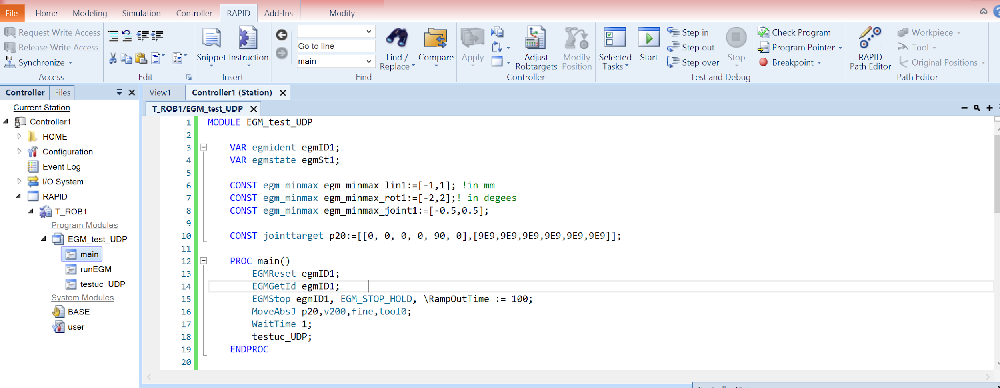 File Home Modeling Simulation Controller RAPID Add-Ins Modify
Request Write Access
Release Write Access
Synchronize
Access
Edit
Snippet Instruction
Insert
Go to line
main
Find / Replace
Compare
Find
Apply
Adjust Robtargets
Modify Position
Controller
Selected Tasks
Start
Step in
Step out
Step over
Stop
Check Program
Program Pointer
Breakpoint
Test and Debug
RAPID Path Editor
Workpiece
Tool
Original Positions
Path Editor
Controller Files
Current Station
Controller1
HOME
Configuration
Event Log
I/O System
RAPID
T_ROB1
Program Modules
EGM_test_UDP
main
runEGM
testuc_UDP
System Modules
BASE
user
View1 Controller1 (Station)
T_ROB1/EGM_test_UDP
1 MODULE EGM_test_UDP
2
3 VAR egmident egmID1;
4 VAR egmstate egmSt1;
5
6 CONST egm_minmax egm_minmax_lin1:=[-1,1]; !in mm
7 CONST egm_minmax egm_minmax_rot1:=[-2,2];! in degees
8 CONST egm_minmax egm_minmax_joint1:=[-0.5,0.5];
9
10 CONST jointtarget p20:=[[0, 0, 0, 0, 90, 0],[9E9,9E9,9E9,9E9,9E9,9E9]];
11
12 PROC main()
13 EGMReset egmID1;
14 EGMGetId egmID1;
15 EGMStop egmID1, EGM_STOP_HOLD, \RampOutTime := 100;
16 MoveAbsJ p20,v200,fine,tool0;
17 WaitTime 1;
18 testuc_UDP;
19 ENDPROC
20